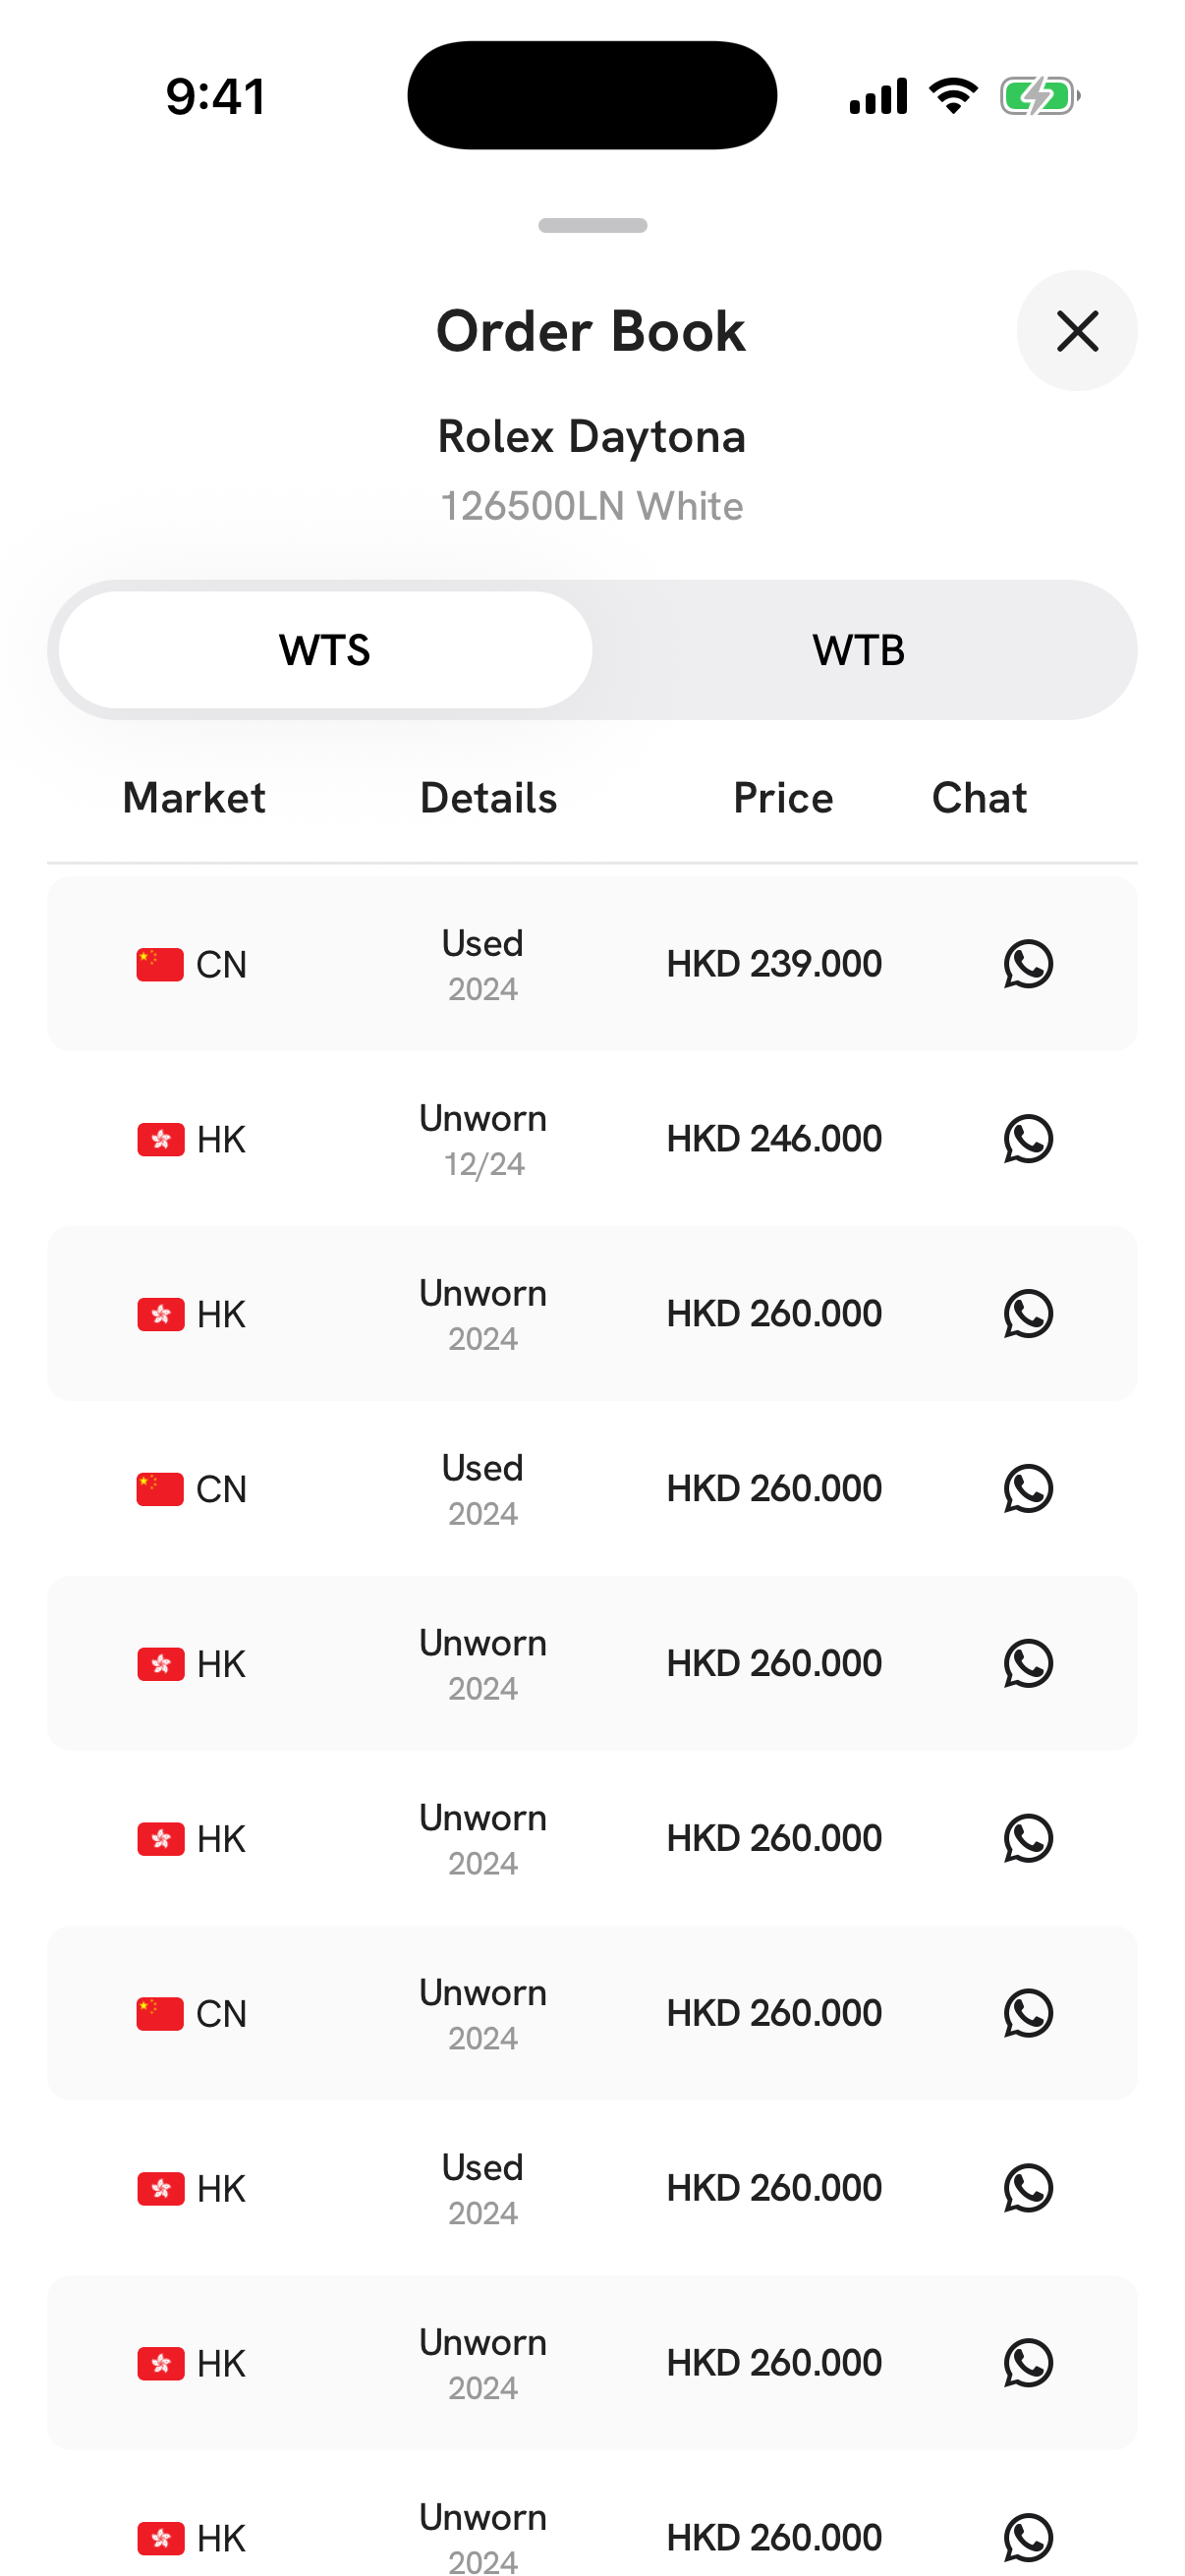 9:41
Order Book
Rolex Daytona
126500LN White
WTS WTB
Market Details Price Chat
CN Used 2024 HKD 239.000
HK Unworn 12/24 HKD 246.000
HK Unworn 2024 HKD 260.000
CN Used 2024 HKD 260.000
HK Unworn 2024 HKD 260.000
HK Unworn 2024 HKD 260.000
CN Unworn 2024 HKD 260.000
HK Used 2024 HKD 260.000
HK Unworn 2024 HKD 260.000
HK Unworn 2024 HKD 260.000